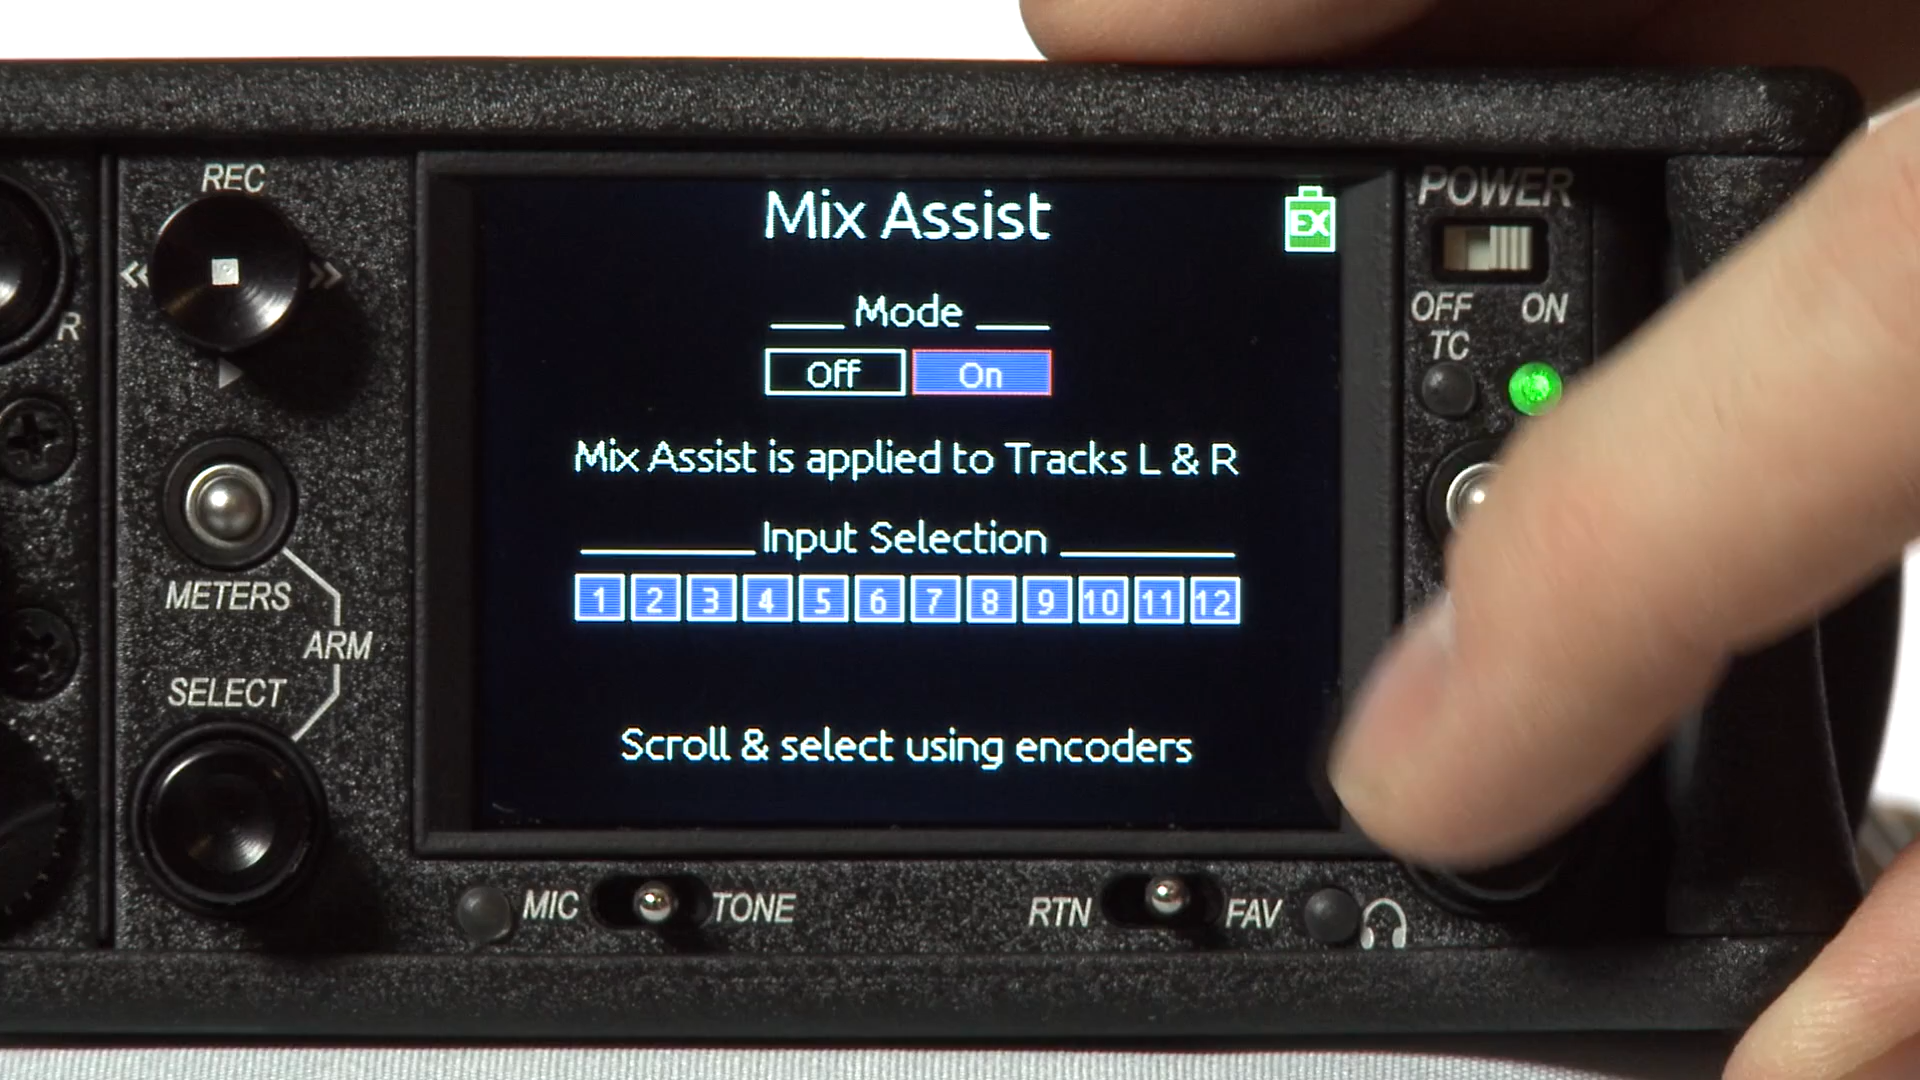 REC
R
METERS
ARM
SELECT
Mix Assist
EX
Mode
Off On
Mix Assist is applied to Tracks L & R
Input Selection
1 2 3 4 5 6 7 8 9 10 11 12
Scroll & select using encoders
POWER
OFF ON
TC
MIC TONE
RTN FAV